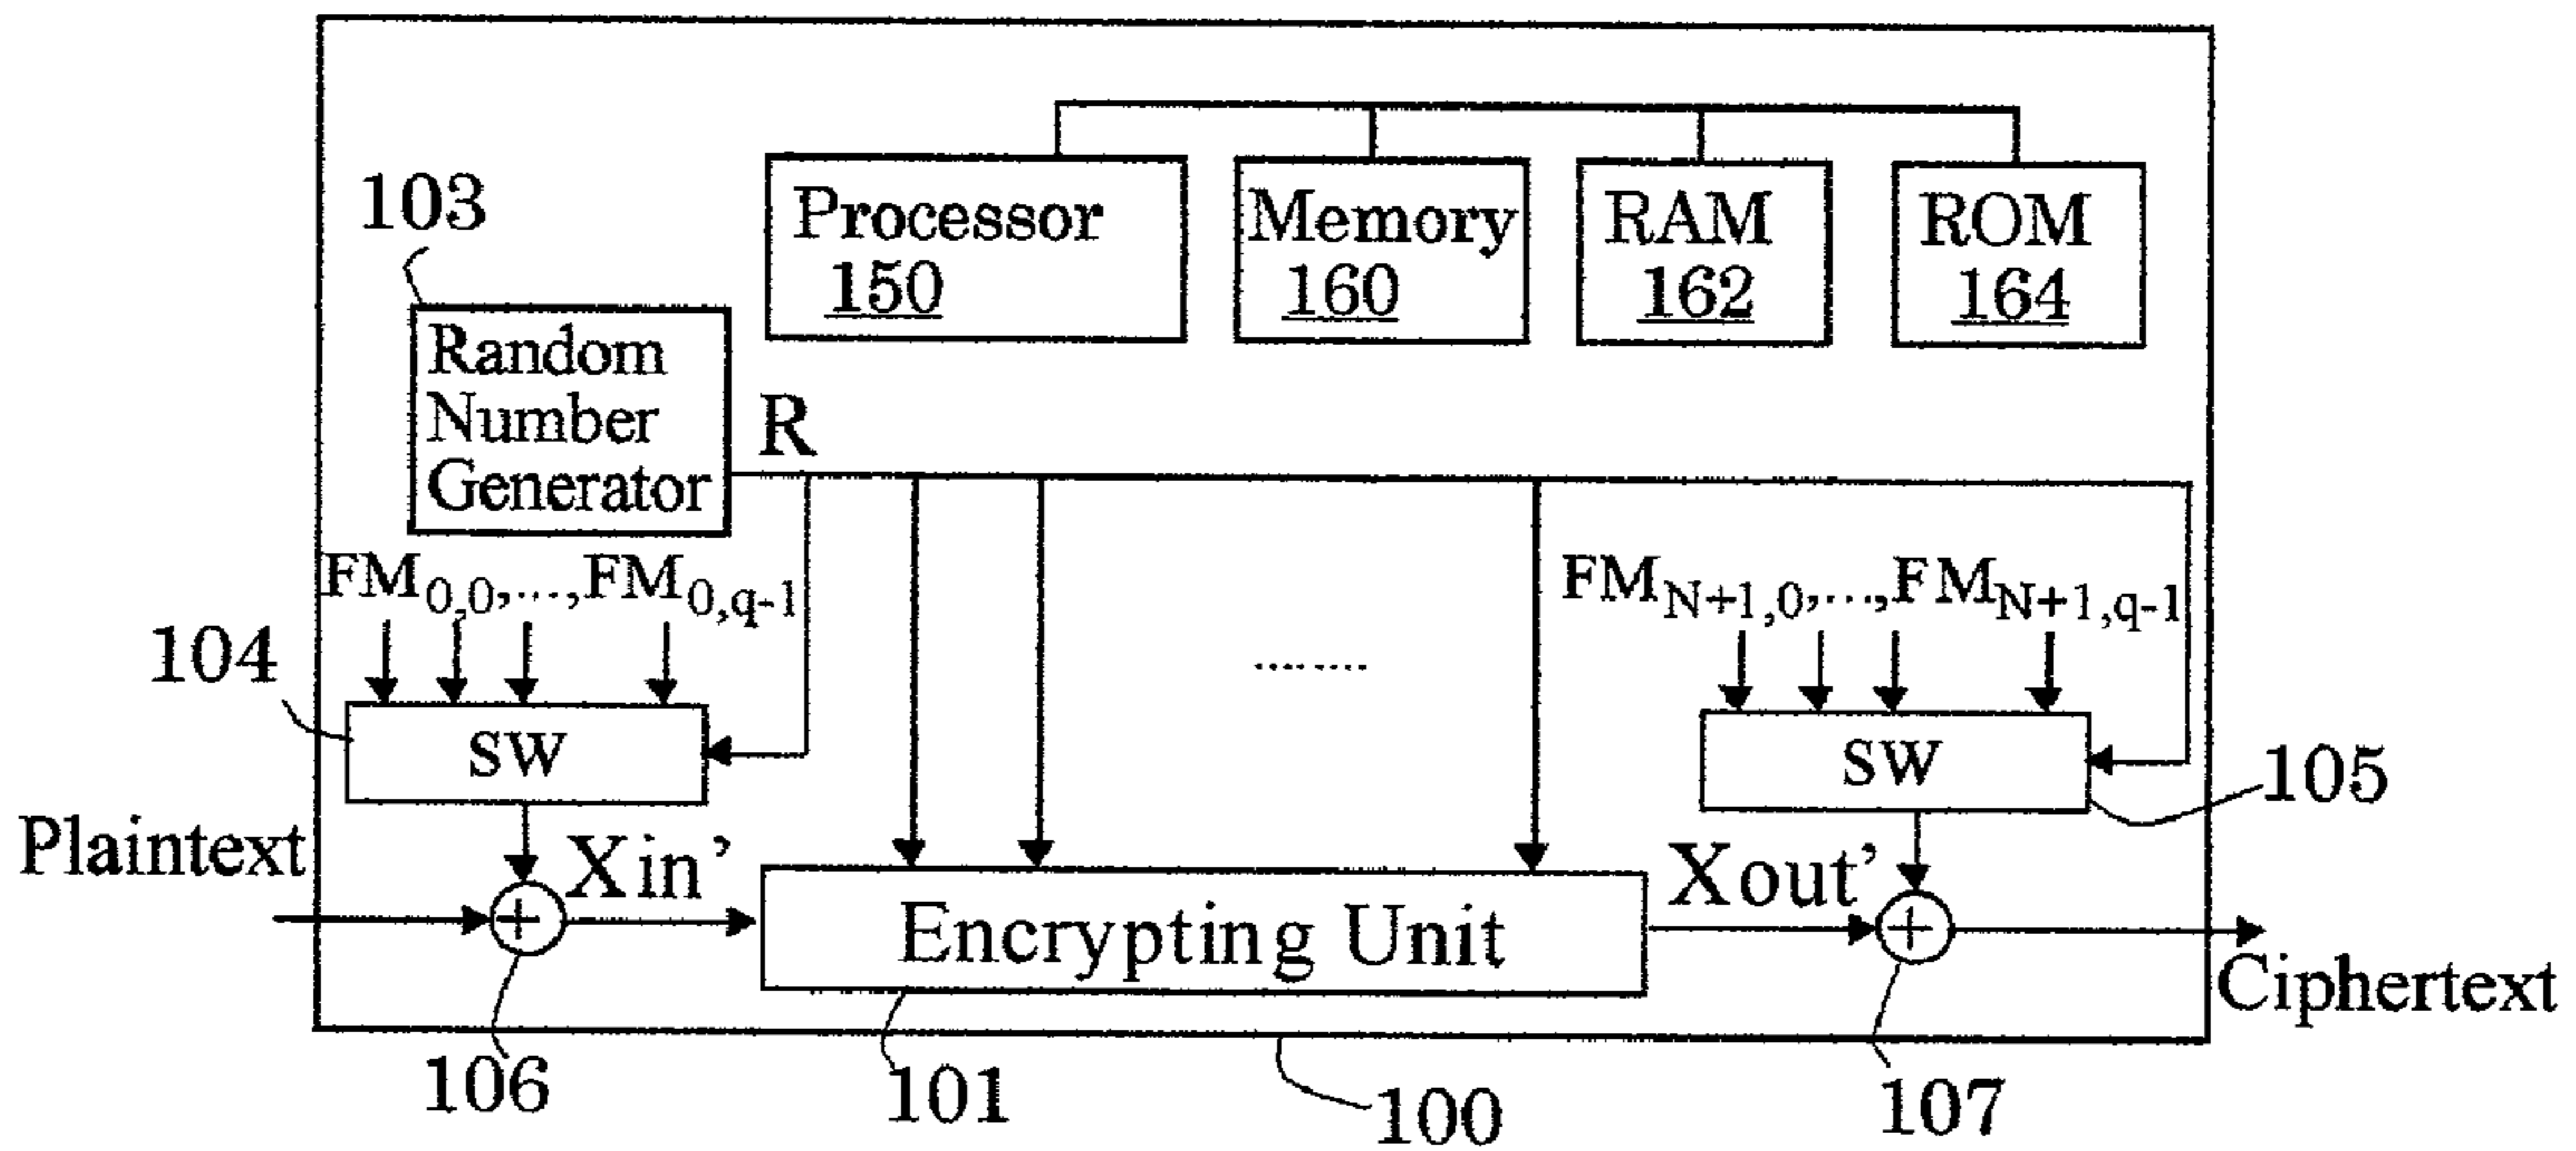 Processor
150
Memory
160
RAM
162
ROM
164
103
Random
Number
Generator
R
FM0,0,...,FM0,q-1
FMN+1,0,...,FMN+1,q-1
104
SW
SW
105
Plaintext
Xin’
Encrypting Unit
Xout’
Ciphertext
106
101
100
107